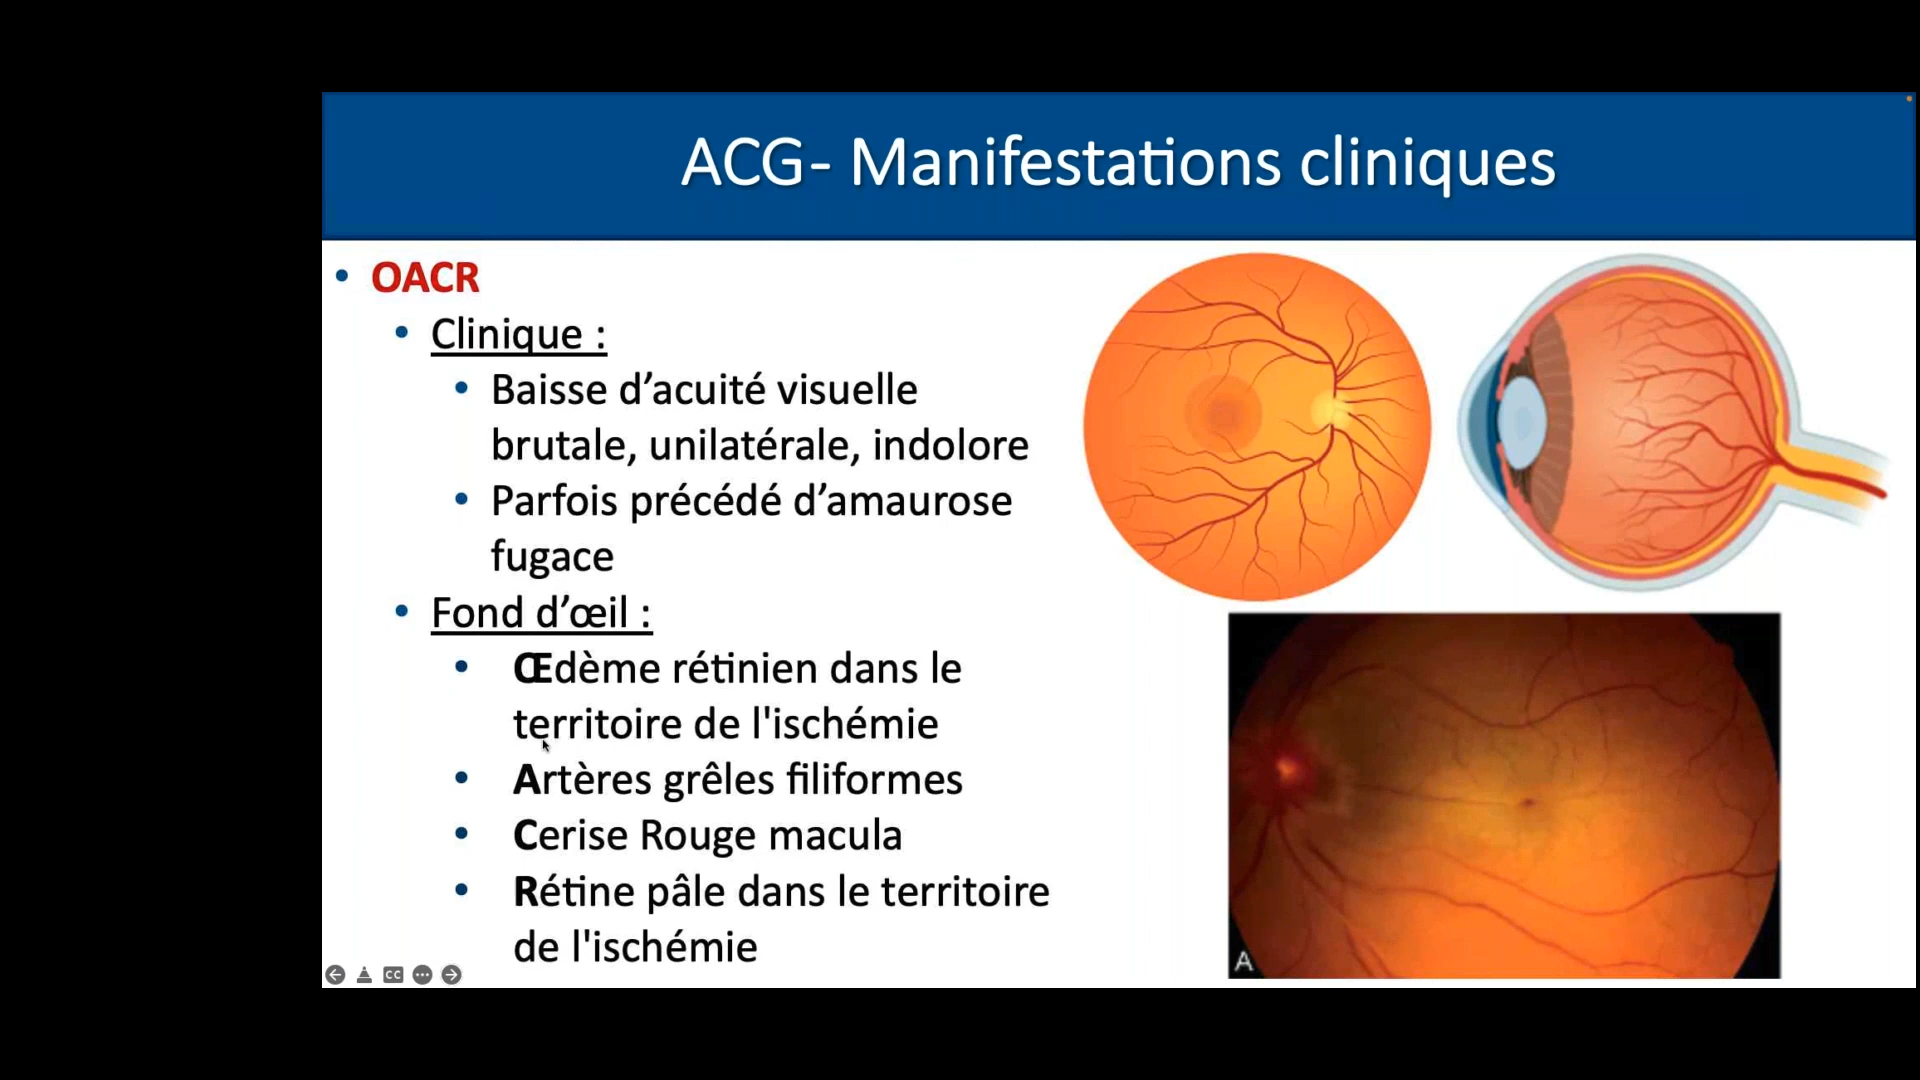 ACG- Manifestations cliniques
• OACR
• Clinique :
• Baisse d’acuité visuelle
brutale, unilatérale, indolore
• Parfois précédé d’amaurose
fugace
• Fond d’œil :
• Œdème rétinien dans le
territoire de l'ischémie
• Artères grêles filiformes
• Cerise Rouge macula
• Rétine pâle dans le territoire
de l'ischémie
CC
A